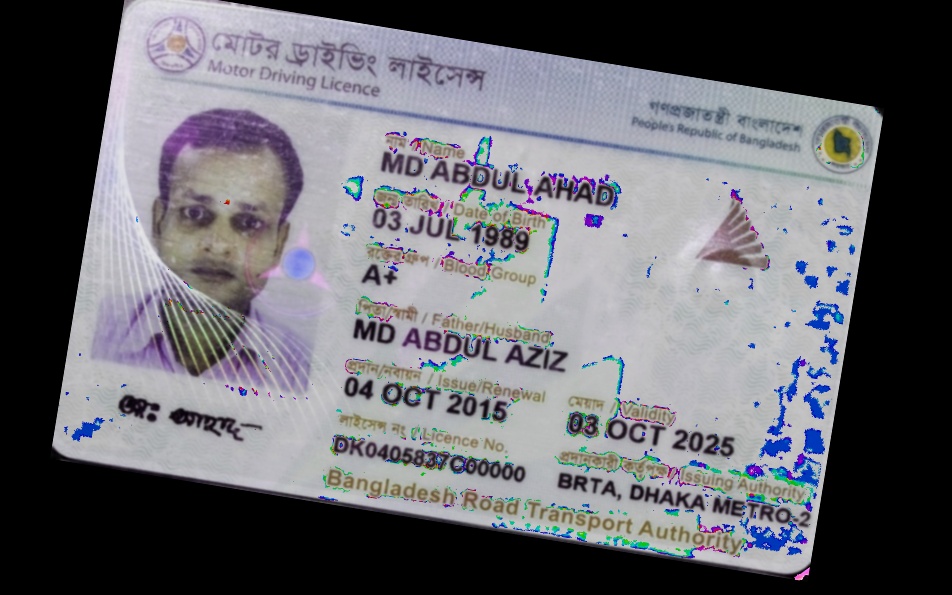 মোটর ড্রাইভিং লাইসেন্স
Motor Driving Licence
গণপ্রজাতন্ত্রী বাংলাদেশ
People's Republic of Bangladesh
নাম / Name
MD ABDUL AHAD
জন্ম তারিখ / Date of Birth
03 JUL 1989
রক্তের গ্রুপ / Blood Group
A+
পিতা/স্বামী / Father/Husband
MD ABDUL AZIZ
প্রদান/নবায়ন / Issue/Renewal
04 OCT 2015
মেয়াদ / Validity
03 OCT 2025
লাইসেন্স নং / Licence No.
DK0405837C00000
প্রদানকারী কর্তৃপক্ষ / Issuing Authority
BRTA, DHAKA METRO-2
মোঃ আহাদ
Bangladesh Road Transport Authority